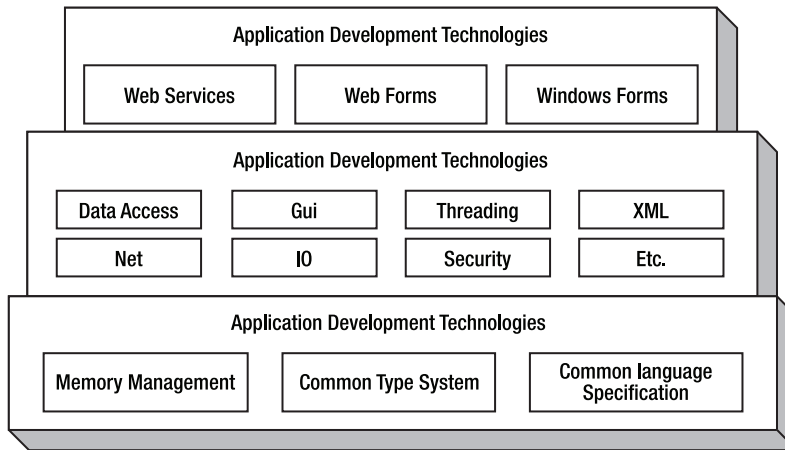 Application Development Technologies
Web Services
Web Forms
Windows Forms
Application Development Technologies
Data Access
Gui
Threading
XML
Net
IO
Security
Etc.
Application Development Technologies
Memory Management
Common Type System
Common language
Specification